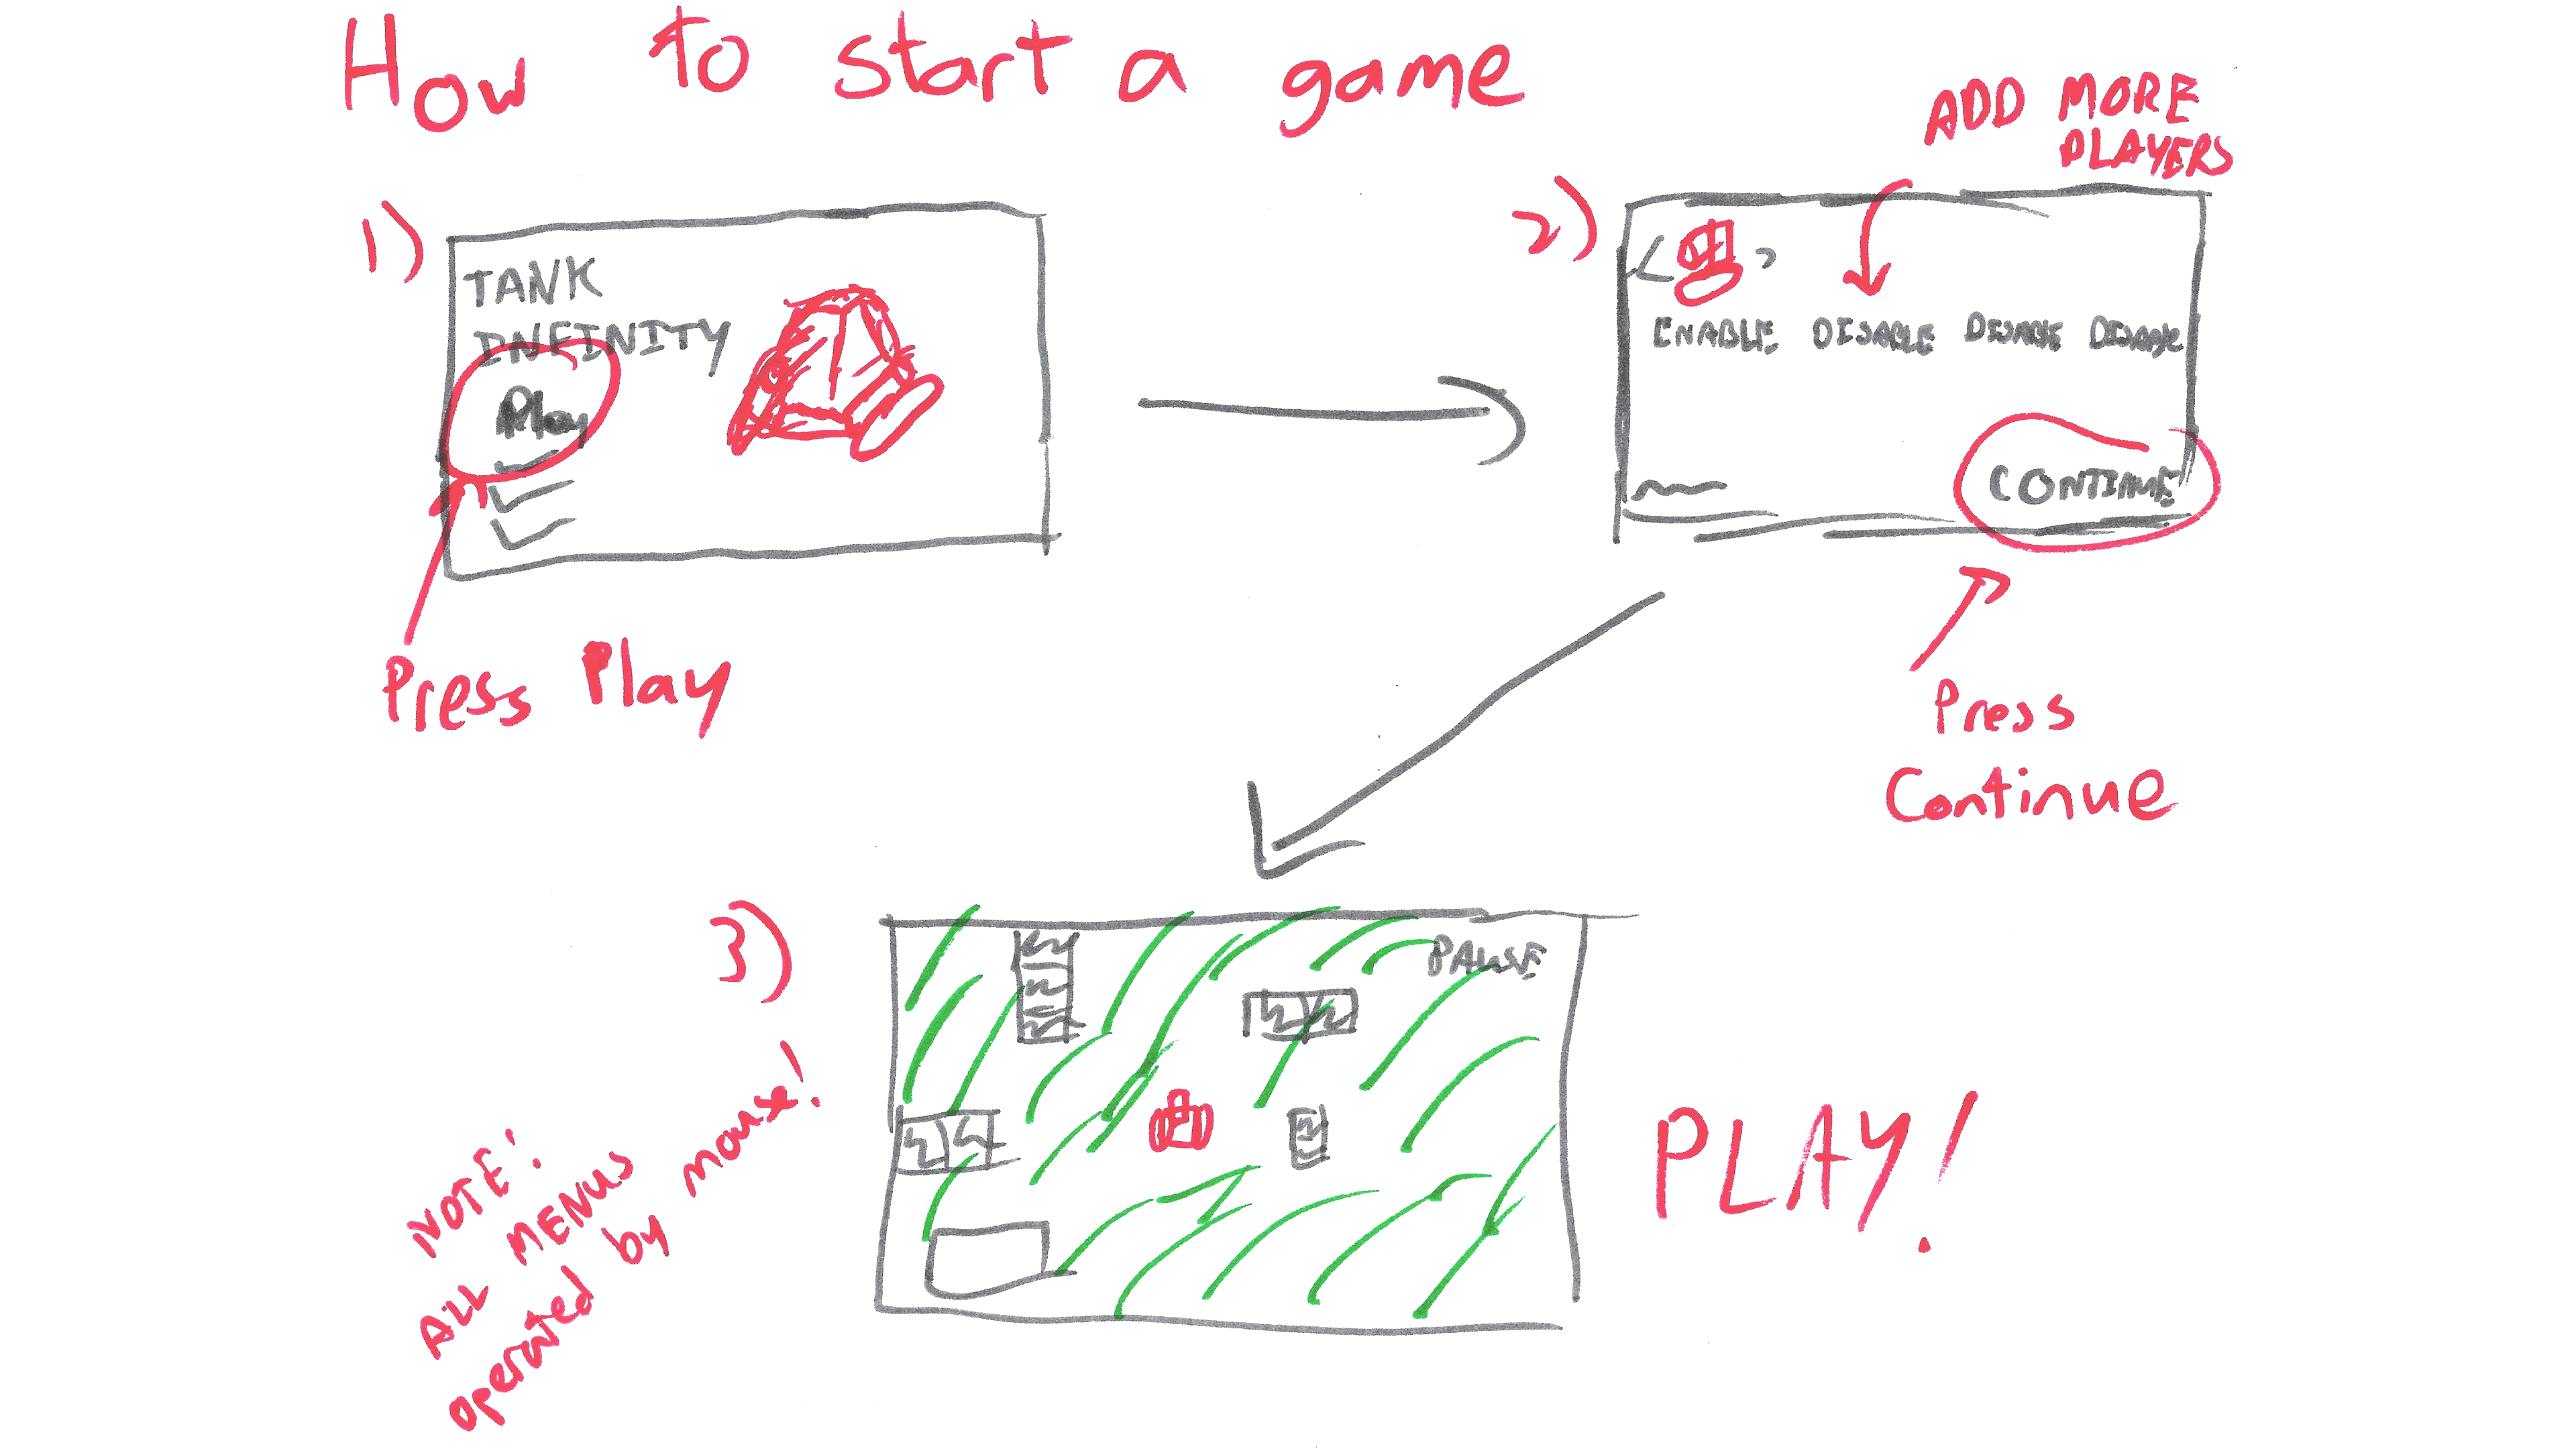 How to start a game
1)
TANK
INFINITY
Play
Press Play
2)
ADD MORE
PLAYERS
< >
ENABLE DISABLE DISABLE DISABLE
CONTINUE
Press
Continue
3)
PAUSE
PLAY!
NOTE!
ALL MENUS
operated by mouse!